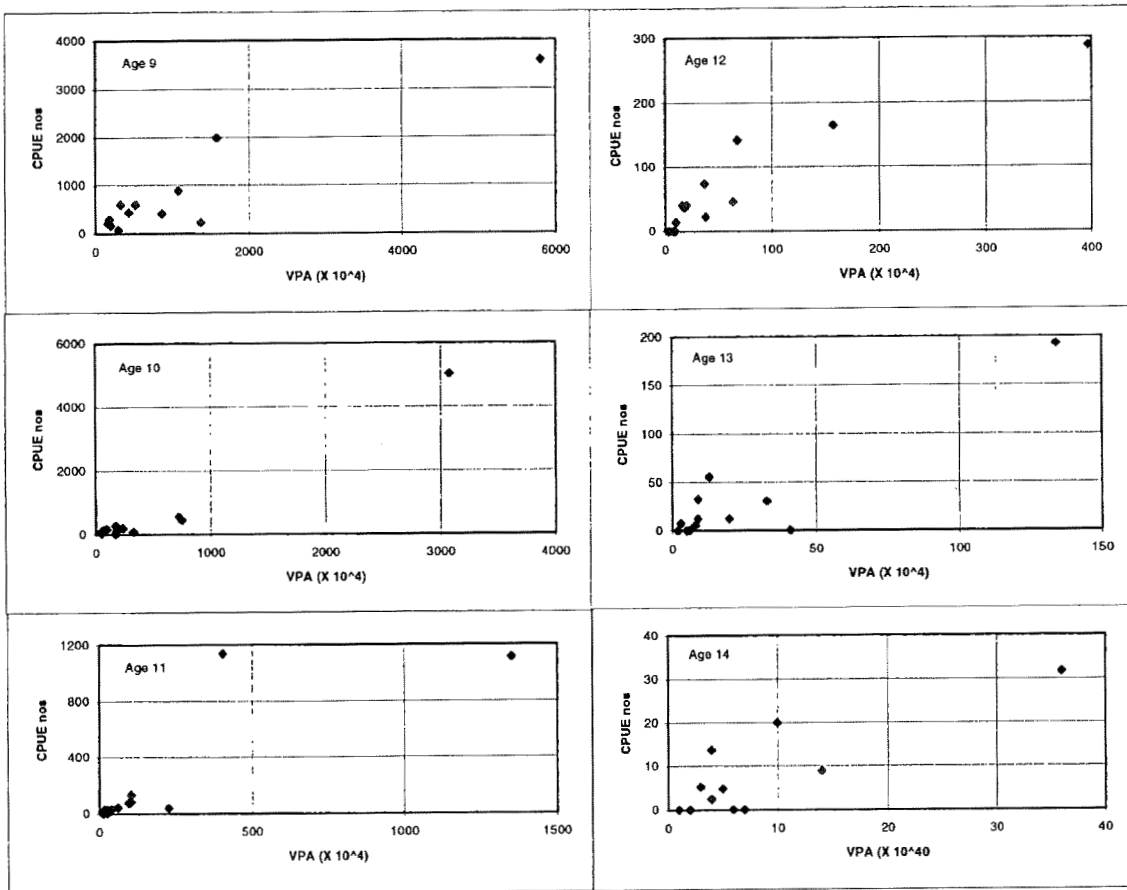 4000
3000
2000
1000
0
CPUE nos
Age 9
0 2000 4000 6000
VPA (X 10^4)
300
200
100
0
CPUE nos
Age 12
0 100 200 300 400
VPA (X 10^4)
6000
4000
2000
0
CPUE nos
Age 10
0 1000 2000 3000 4000
VPA (X 10^4)
200
150
100
50
0
CPUE nos
Age 13
0 50 100 150
VPA (X 10^4)
1200
800
400
0
CPUE nos
Age 11
0 500 1000 1500
VPA (X 10^4)
40
30
20
10
0
CPUE nos
Age 14
0 10 20 30 40
VPA (X 10^40